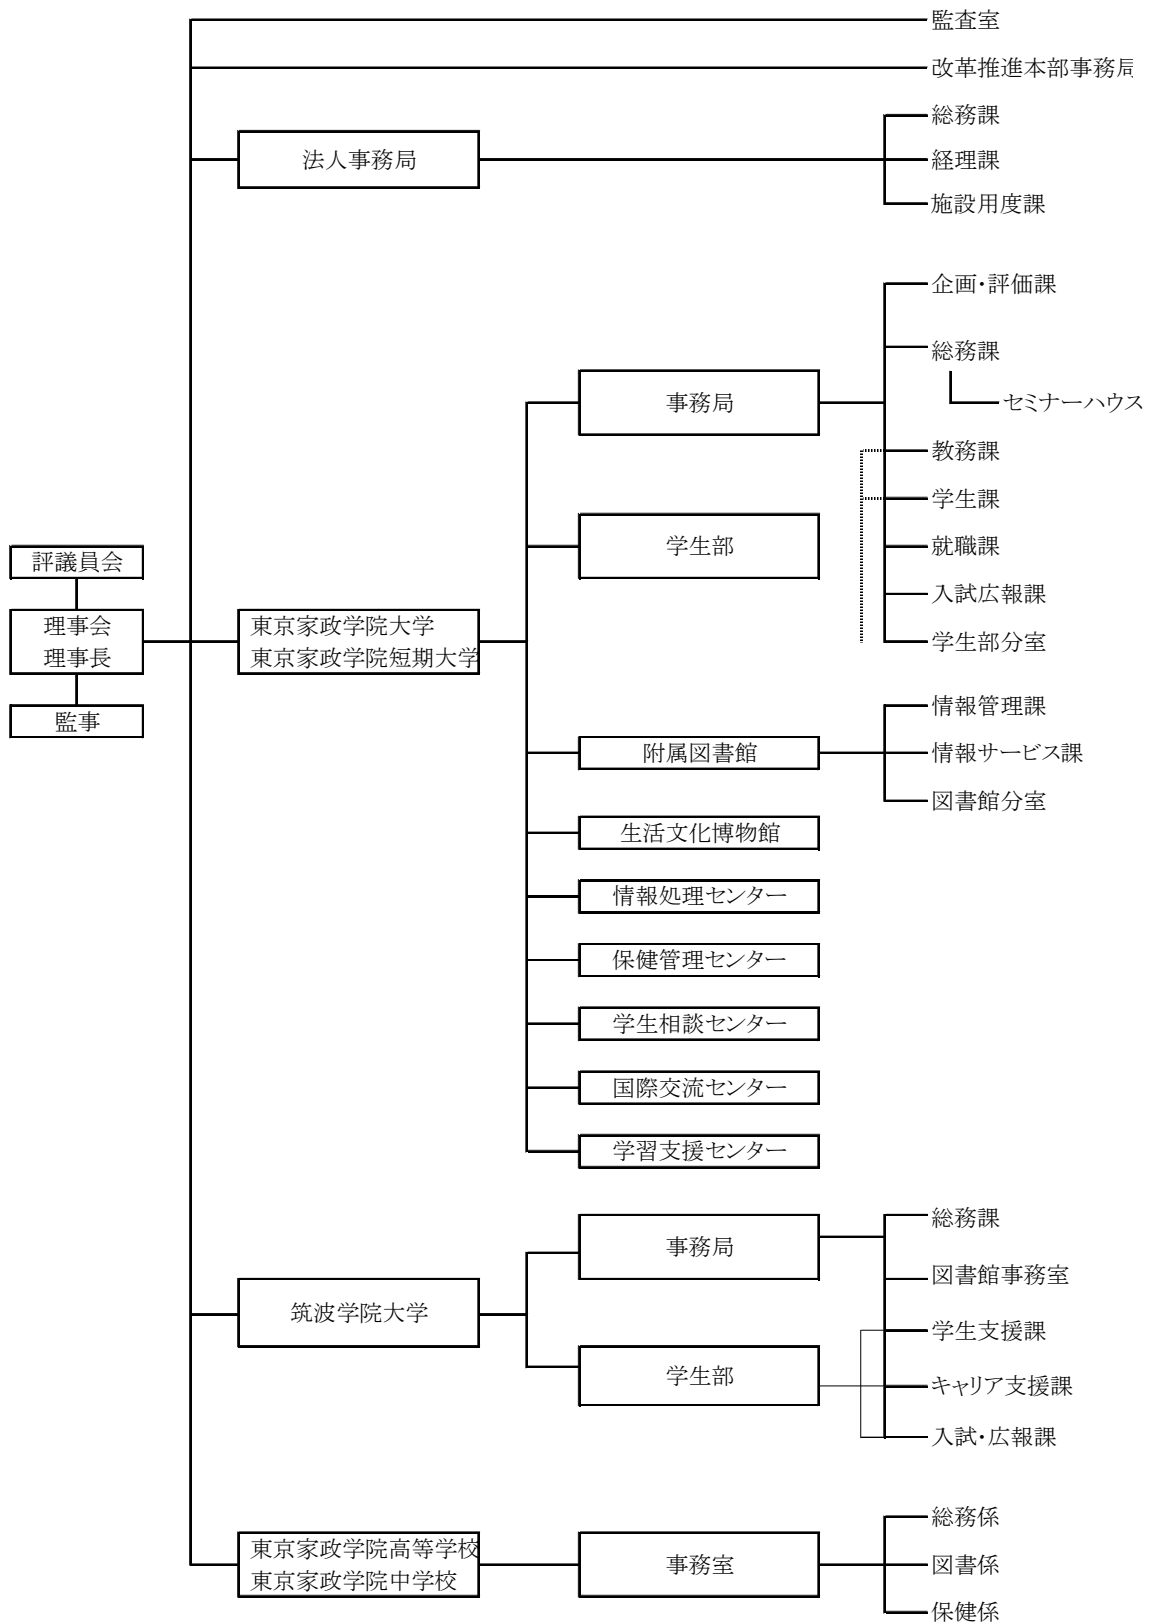 監査室
改革推進本部事務局
法人事務局
総務課
経理課
施設用度課
評議員会
理事会
理事長
監事
東京家政学院大学
東京家政学院短期大学
事務局
企画・評価課
総務課
セミナーハウス
教務課
学生課
就職課
入試広報課
学生部分室
学生部
附属図書館
情報管理課
情報サービス課
図書館分室
生活文化博物館
情報処理センター
保健管理センター
学生相談センター
国際交流センター
学習支援センター
筑波学院大学
事務局
総務課
図書館事務室
学生部
学生支援課
キャリア支援課
入試・広報課
東京家政学院高等学校
東京家政学院中学校
事務室
総務係
図書係
保健係